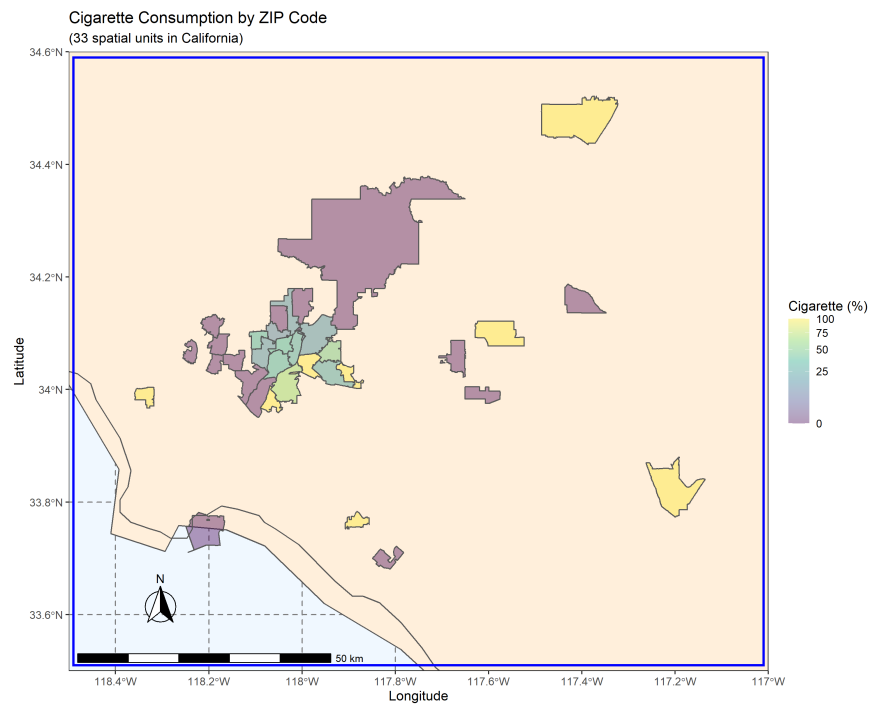 Cigarette Consumption by ZIP Code
(33 spatial units in California)
34.6°N
34.4°N
34.2°N
34°N
33.8°N
33.6°N
Latitude
N
50 km
118.4°W
118.2°W
118°W
117.8°W
117.6°W
117.4°W
117.2°W
117°W
Longitude
Cigarette (%)
100
75
50
25
0